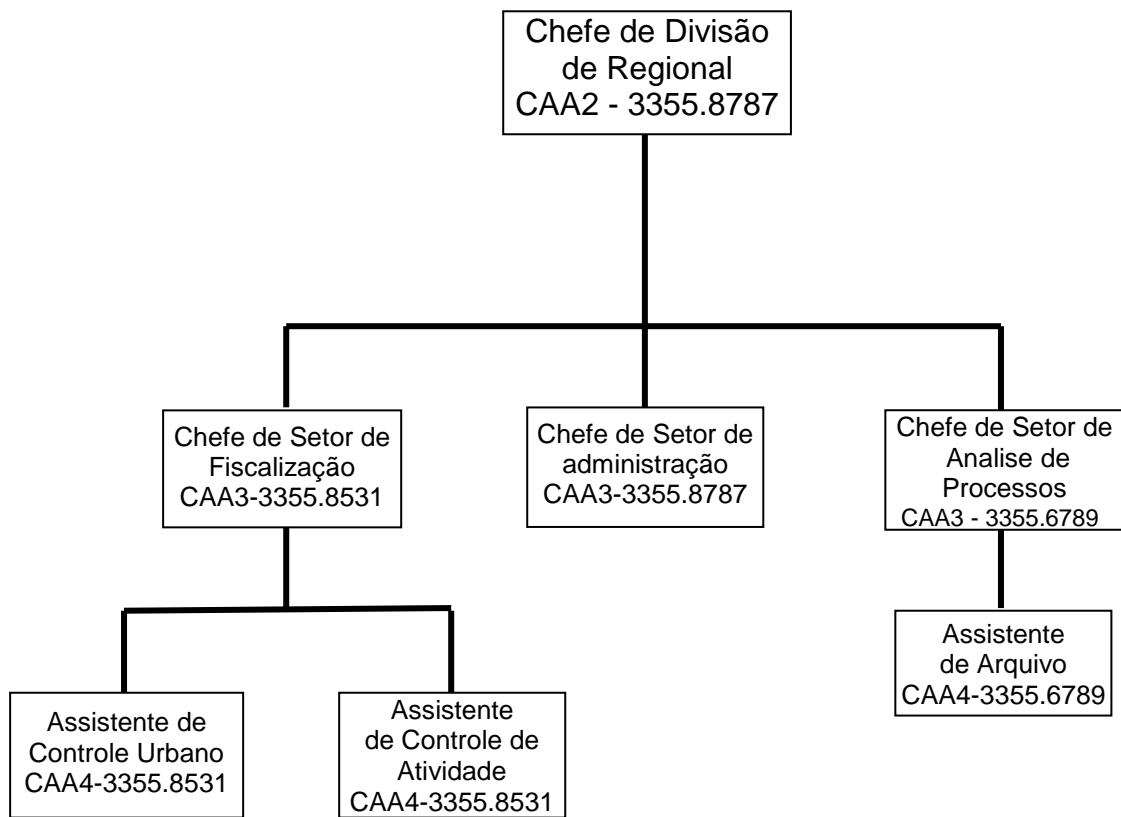 Chefe de Divisão
de Regional
CAA2 - 3355.8787
Chefe de Setor de
Fiscalização
CAA3-3355.8531
Chefe de Setor de
administração
CAA3-3355.8787
Chefe de Setor de
Analise de
Processos
CAA3 - 3355.6789
Assistente de
Controle Urbano
CAA4-3355.8531
Assistente
de Controle de
Atividade
CAA4-3355.8531
Assistente
de Arquivo
CAA4-3355.6789